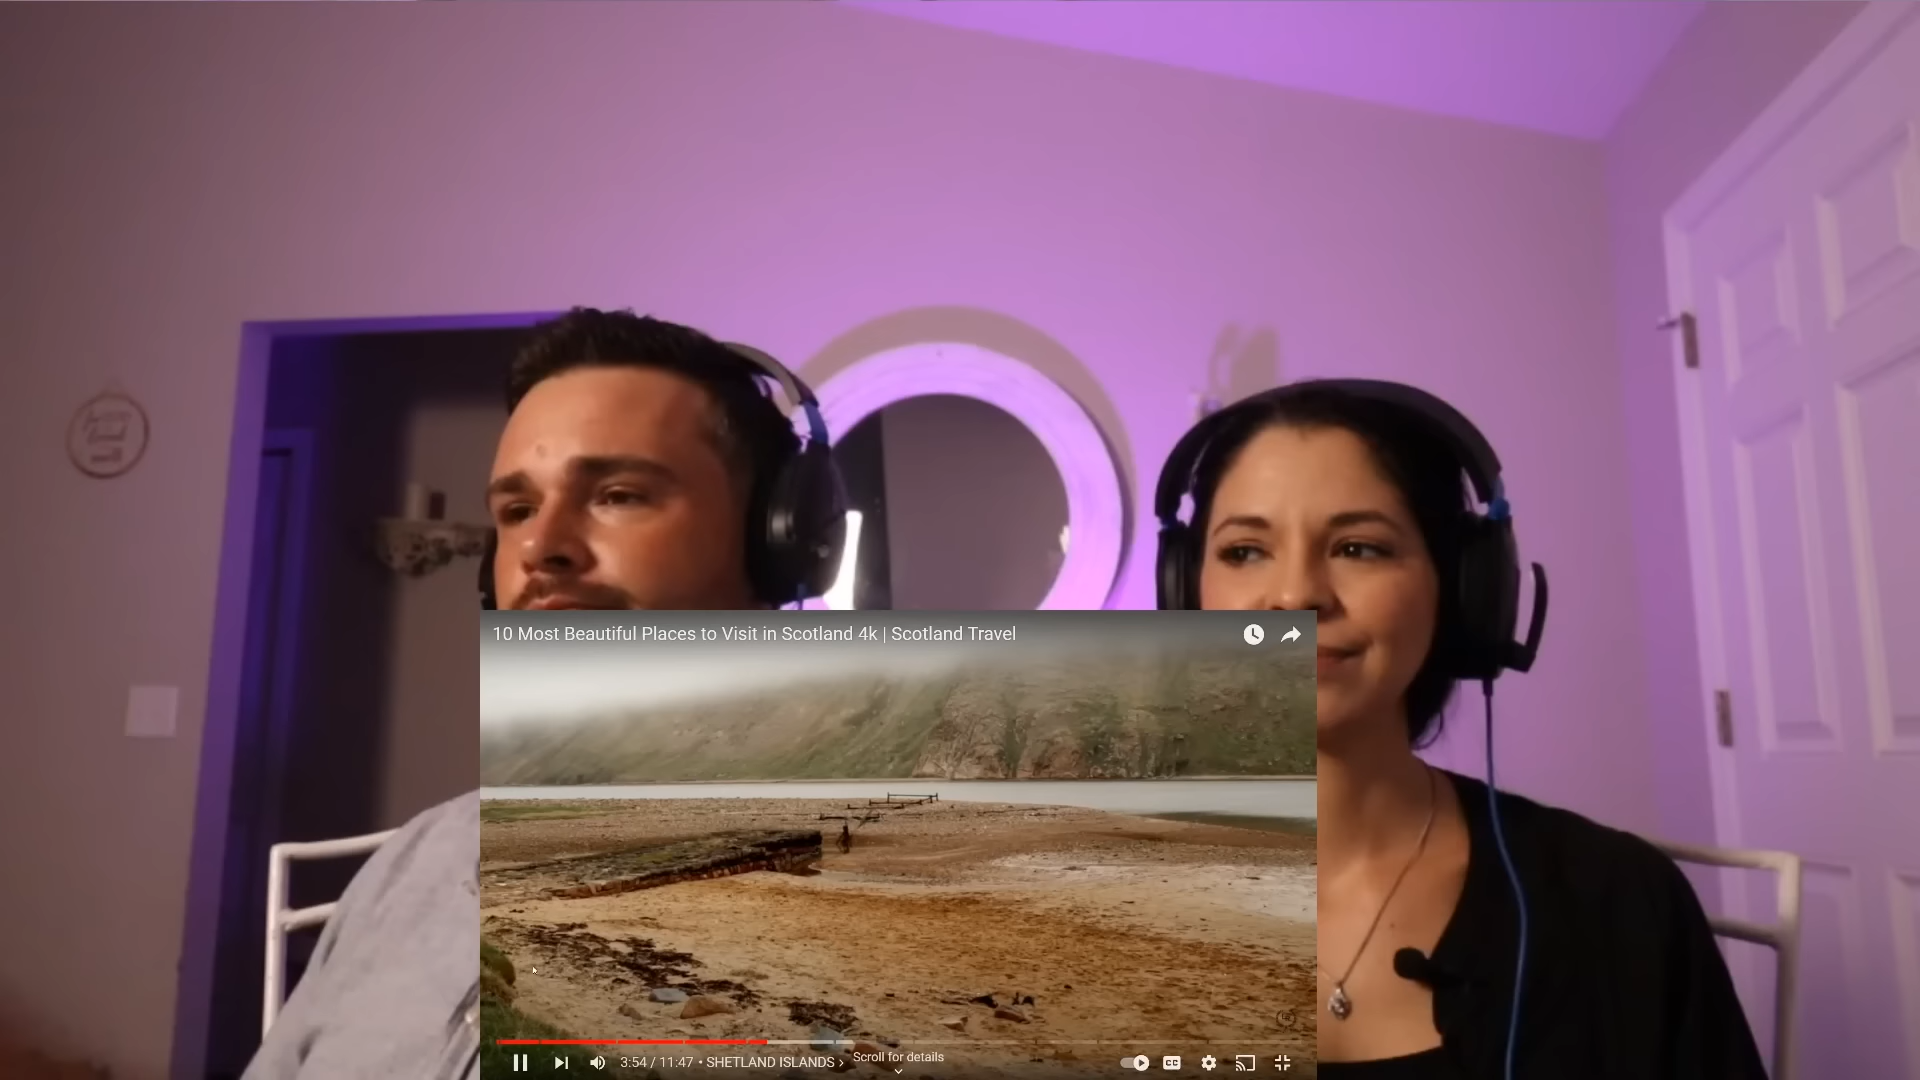 10 Most Beautiful Places to Visit in Scotland 4k | Scotland Travel
3:54 / 11:47 • SHETLAND ISLANDS ›
Scroll for details
CC